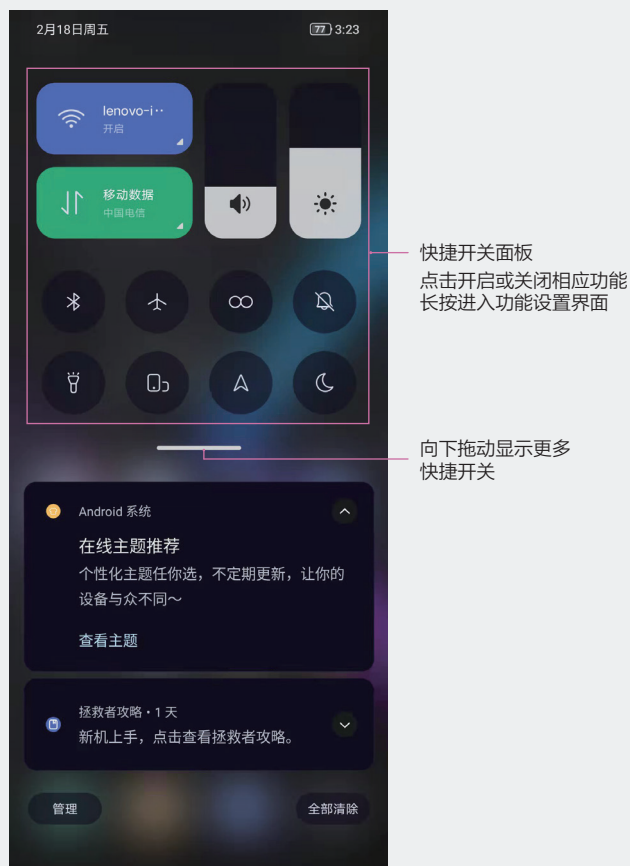 2月18日周五
77 3:23
lenovo-i··
开启
移动数据
中国电信
快捷开关面板
点击开启或关闭相应功能
长按进入功能设置界面
向下拖动显示更多
快捷开关
Android 系统
在线主题推荐
个性化主题任你选，不定期更新，让你的
设备与众不同～
查看主题
拯救者攻略·1 天
新机上手，点击查看拯救者攻略。
管理
全部清除